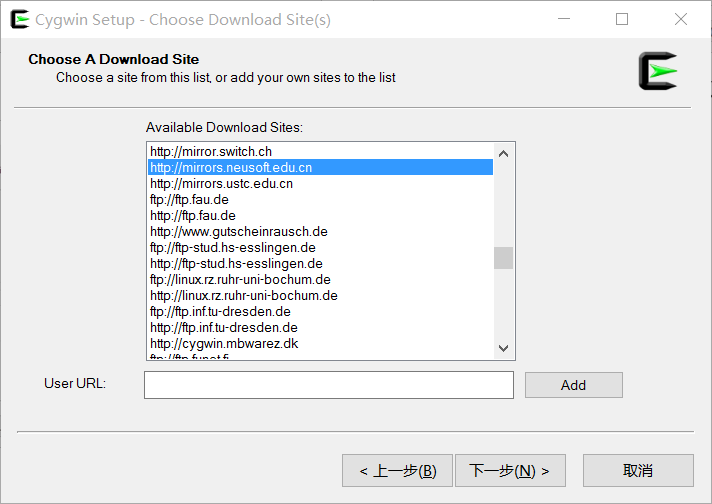 Cygwin Setup - Choose Download Site(s)
Choose A Download Site
Choose a site from this list, or add your own sites to the list
Available Download Sites:
http://mirror.switch.ch
http://mirrors.neusoft.edu.cn
http://mirrors.ustc.edu.cn
ftp://ftp.fau.de
http://ftp.fau.de
http://www.gutscheinrausch.de
ftp://ftp-stud.hs-esslingen.de
http://ftp-stud.hs-esslingen.de
ftp://linux.rz.ruhr-uni-bochum.de
http://linux.rz.ruhr-uni-bochum.de
ftp://ftp.inf.tu-dresden.de
http://ftp.inf.tu-dresden.de
http://cygwin.mbwarez.dk
ftp://ftp.funet.fi
User URL:
Add
< 上一步(B)
下一步(N) >
取消